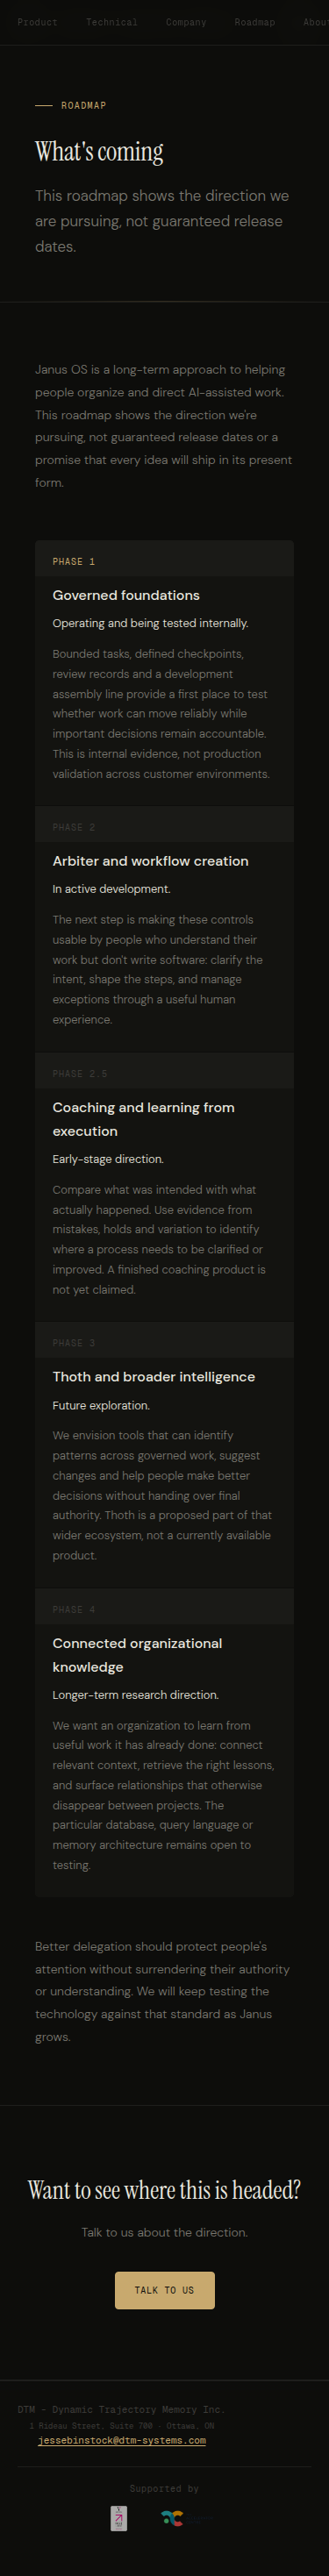 Product Technical Company Roadmap About
ROADMAP
What's coming
This roadmap shows the direction we
are pursuing, not guaranteed release
dates.
Janus OS is a long-term approach to helping
people organize and direct AI-assisted work.
This roadmap shows the direction we're
pursuing, not guaranteed release dates or a
promise that every idea will ship in its present
form.
PHASE 1
Governed foundations
Operating and being tested internally.
Bounded tasks, defined checkpoints,
review records and a development
assembly line provide a first place to test
whether work can move reliably while
important decisions remain accountable.
This is internal evidence, not production
validation across customer environments.
PHASE 2
Arbiter and workflow creation
In active development.
The next step is making these controls
usable by people who understand their
work but don't write software: clarify the
intent, shape the steps, and manage
exceptions through a useful human
experience.
PHASE 2.5
Coaching and learning from
execution
Early-stage direction.
Compare what was intended with what
actually happened. Use evidence from
mistakes, holds and variation to identify
where a process needs to be clarified or
improved. A finished coaching product is
not yet claimed.
PHASE 3
Thoth and broader intelligence
Future exploration.
We envision tools that can identify
patterns across governed work, suggest
changes and help people make better
decisions without handing over final
authority. Thoth is a proposed part of that
wider ecosystem, not a currently available
product.
PHASE 4
Connected organizational
knowledge
Longer-term research direction.
We want an organization to learn from
useful work it has already done: connect
relevant context, retrieve the right lessons,
and surface relationships that otherwise
disappear between projects. The
particular database, query language or
memory architecture remains open to
testing.
Better delegation should protect people's
attention without surrendering their authority
or understanding. We will keep testing the
technology against that standard as Janus
grows.
Want to see where this is headed?
Talk to us about the direction.
TALK TO US
DTM – Dynamic Trajectory Memory Inc.
1 Rideau Street, Suite 700 · Ottawa, ON
jessebinstock@dtm-systems.com
Supported by